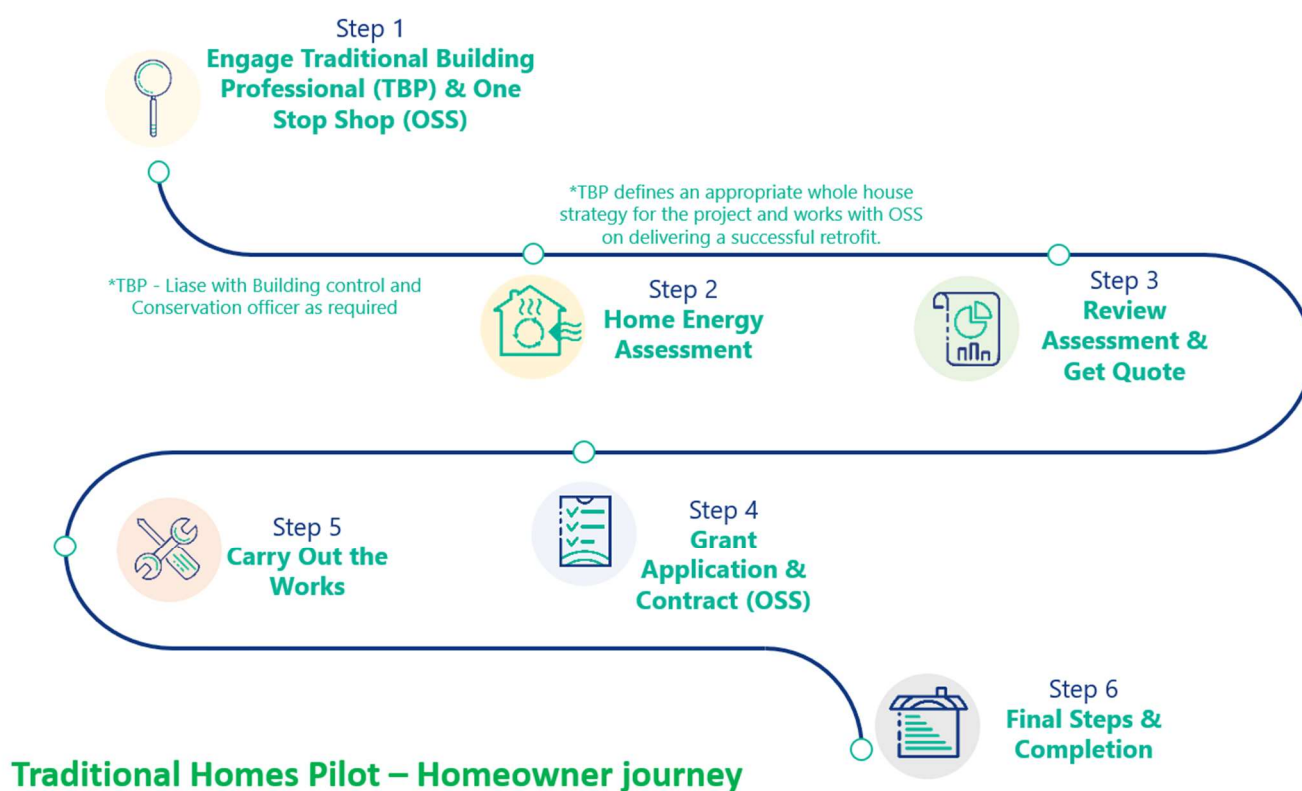 Step 1
Engage Traditional Building
Professional (TBP) & One
Stop Shop (OSS)
*TBP defines an appropriate whole house
strategy for the project and works with OSS
on delivering a successful retrofit.
*TBP - Liase with Building control and
Conservation officer as required
Step 2
Home Energy
Assessment
Step 3
Review
Assessment &
Get Quote
Step 4
Grant
Application &
Contract (OSS)
Step 5
Carry Out the
Works
Step 6
Final Steps &
Completion
Traditional Homes Pilot – Homeowner journey